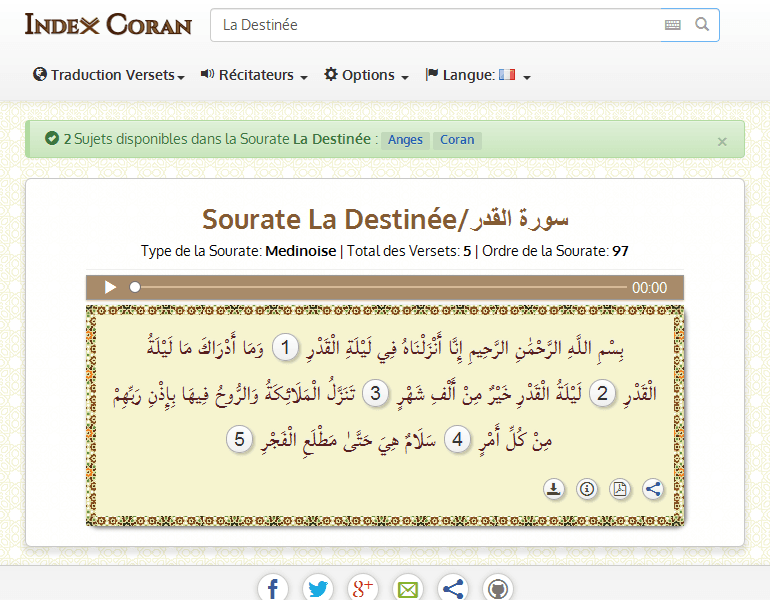 Index Coran
La Destinée
Traduction Versets Récitateurs Options Langue:
2 Sujets disponibles dans la Sourate La Destinée : Anges Coran ×
Sourate La Destinée/سورة القدر
Type de la Sourate: Medinoise | Total des Versets: 5 | Ordre de la Sourate: 97
00:00
بِسْمِ اللَّهِ الرَّحْمَٰنِ الرَّحِيمِ إِنَّا أَنْزَلْنَاهُ فِي لَيْلَةِ الْقَدْرِ 1 وَمَا أَدْرَاكَ مَا لَيْلَةُ
الْقَدْرِ 2 لَيْلَةُ الْقَدْرِ خَيْرٌ مِنْ أَلْفِ شَهْرٍ 3 تَنَزَّلُ الْمَلَائِكَةُ وَالرُّوحُ فِيهَا بِإِذْنِ رَبِّهِمْ
مِنْ كُلِّ أَمْرٍ 4 سَلَامٌ هِيَ حَتَّىٰ مَطْلَعِ الْفَجْرِ 5